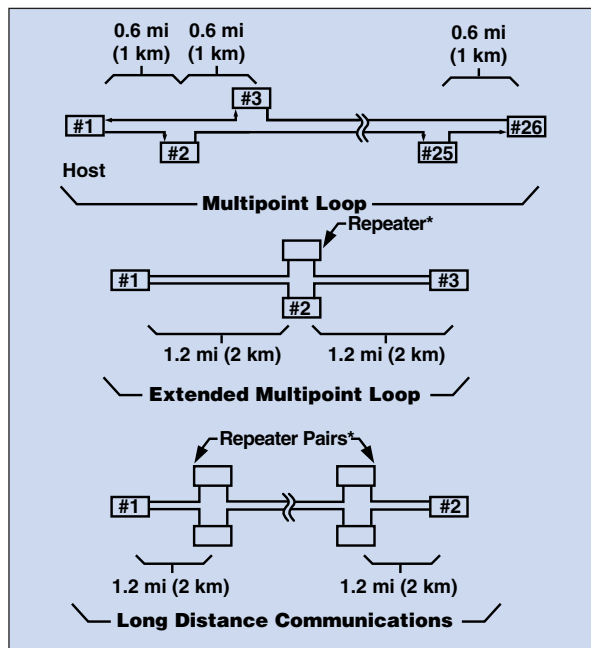 0.6 mi 0.6 mi 0.6 mi
(1 km) (1 km) (1 km)
#3
#1 #26
#2 #25
Host
Multipoint Loop
Repeater*
#1 #3
#2
1.2 mi (2 km) 1.2 mi (2 km)
Extended Multipoint Loop
Repeater Pairs*
#1 #2
1.2 mi (2 km) 1.2 mi (2 km)
Long Distance Communications